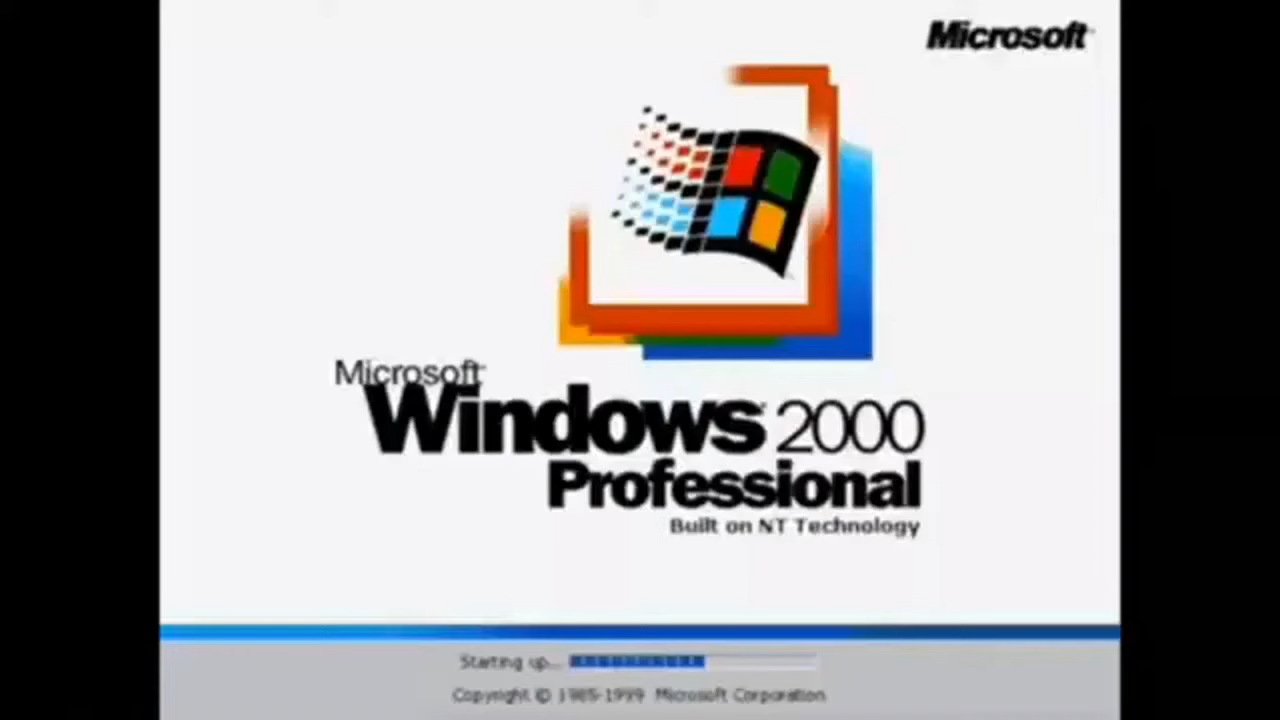 Microsoft
Microsoft
Windows 2000
Professional
Built on NT Technology
Starting up...
Copyright © 1985-1999 Microsoft Corporation